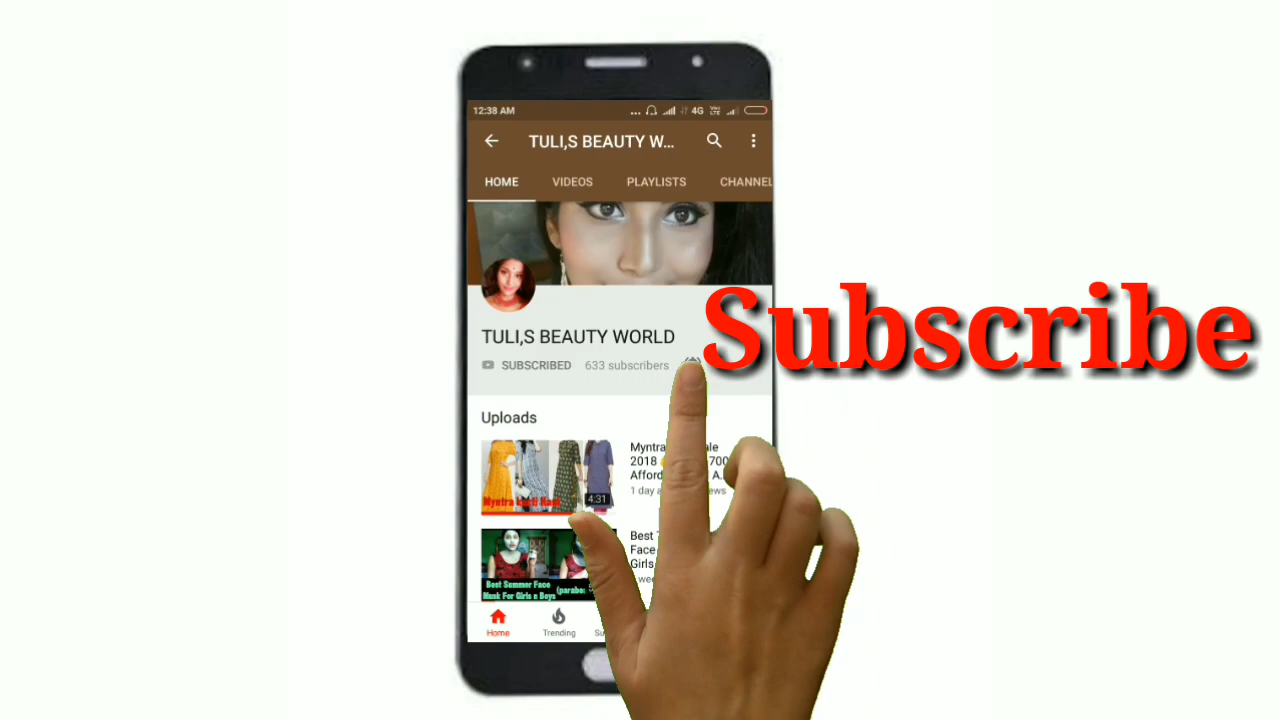 12:38 AM
4G
TULI,S BEAUTY W...
HOME VIDEOS PLAYLISTS CHANNEL
TULI,S BEAUTY WORLD
SUBSCRIBED 633 subscribers
Subscribe
Uploads
Myntra
2018
Afford
1 day
4:31
Best
Face
Girls
Best Summer Face
Mask For Girls n Boys
Home Trending